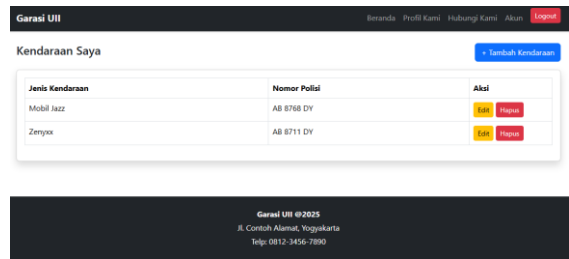 Garasi UII Beranda Profil Kami Hubungi Kami Akun Logout
Kendaraan Saya + Tambah Kendaraan
Jenis Kendaraan Nomor Polisi Aksi
Mobil Jazz AB 8768 DY Edit Hapus
Zenyxx AB 8711 DY Edit Hapus
Garasi UII @2025
Jl. Contoh Alamat, Yogyakarta
Telp: 0812-3456-7890